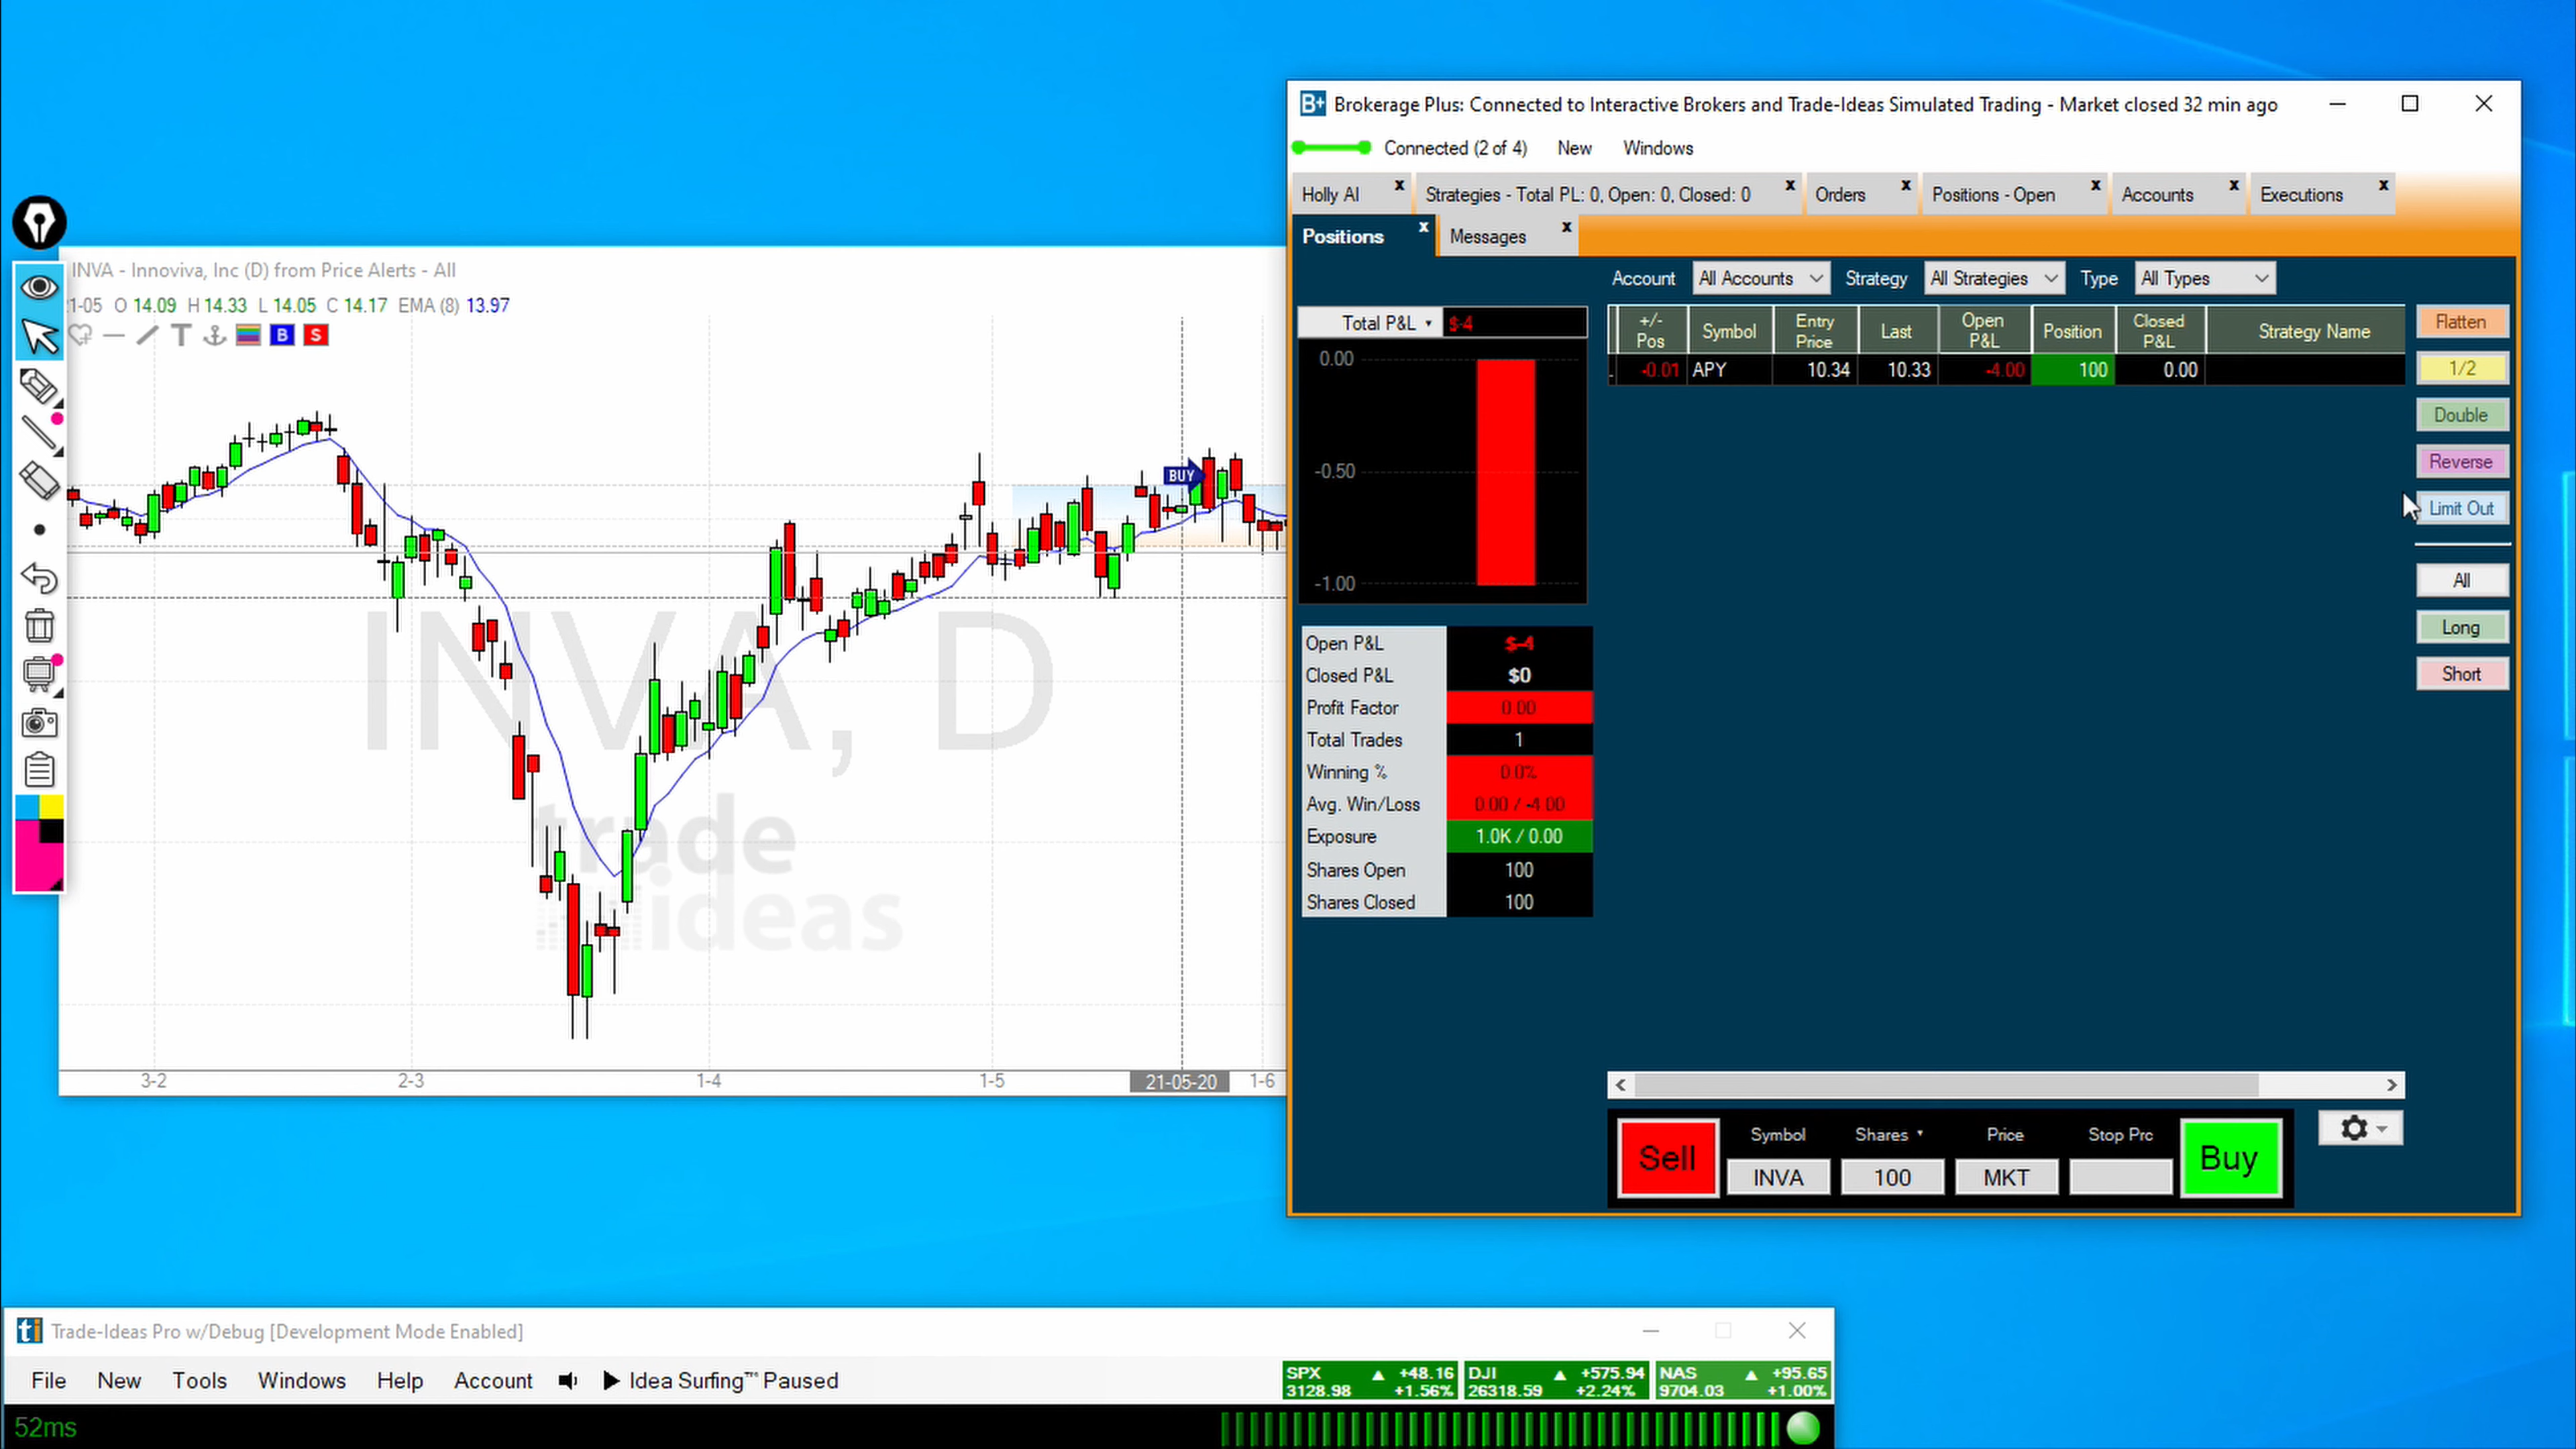 B+ Brokerage Plus: Connected to Interactive Brokers and Trade-Ideas Simulated Trading - Market closed 32 min ago
Connected (2 of 4) New Windows
Holly AI x Strategies - Total PL: 0, Open: 0, Closed: 0 x Orders x Positions - Open x Accounts x Executions x
Positions x Messages x
INVA - Innoviva, Inc (D) from Price Alerts - All
1-05 O 14.09 H 14.33 L 14.05 C 14.17 EMA (8) 13.97
T B S
BUY
INVA, D
trade
ideas
3-2 2-3 1-4 1-5 21-05-20 1-6
Account All Accounts Strategy All Strategies Type All Types
Total P&L $-4
0.00
-0.50
-1.00
+/- Pos Symbol Entry Price Last Open P&L Position Closed P&L Strategy Name
-0.01 APY 10.34 10.33 -4.00 100 0.00
Flatten
1/2
Double
Reverse
Limit Out
All
Long
Short
Open P&L $-4
Closed P&L $0
Profit Factor 0.00
Total Trades 1
Winning % 0.0%
Avg. Win/Loss 0.00 / -4.00
Exposure 1.0K / 0.00
Shares Open 100
Shares Closed 100
Sell Symbol Shares Price Stop Prc Buy
INVA 100 MKT
ti Trade-Ideas Pro w/Debug [Development Mode Enabled]
File New Tools Windows Help Account Idea Surfing™ Paused
SPX +48.16 DJI +575.94 NAS +95.65
3128.98 +1.56% 26318.59 +2.24% 9704.03 +1.00%
52ms